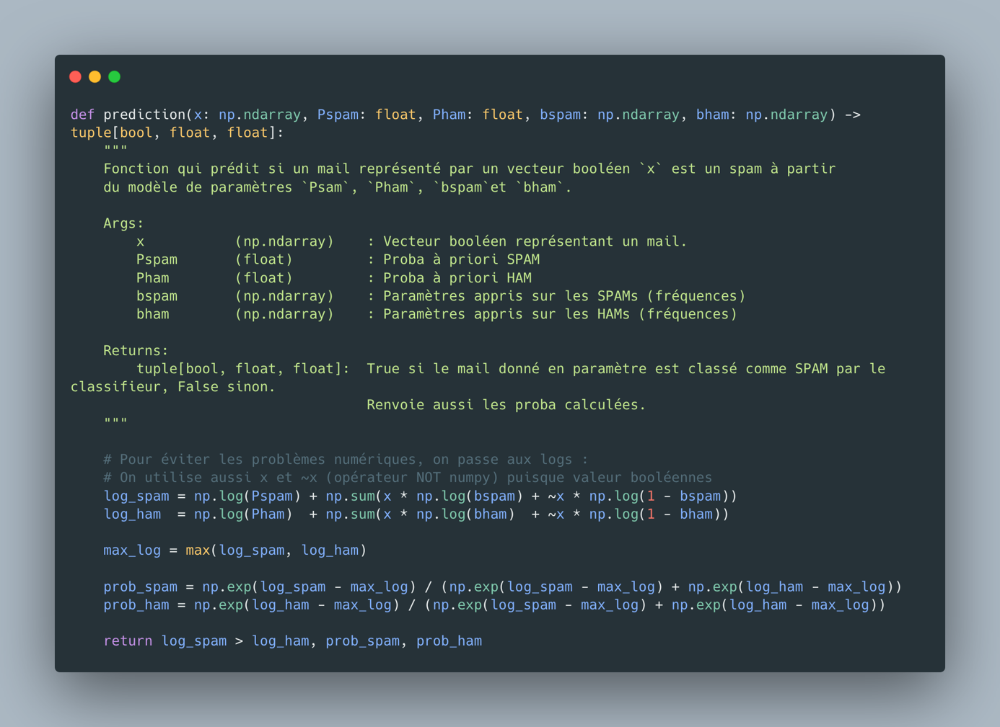 def prediction(x: np.ndarray, Pspam: float, Pham: float, bspam: np.ndarray, bham: np.ndarray) ->
tuple[bool, float, float]:
    """
    Fonction qui prédit si un mail représenté par un vecteur booléen `x` est un spam à partir
    du modèle de paramètres `Psam`, `Pham`, `bspam`et `bham`.

    Args:
        x           (np.ndarray)    : Vecteur booléen représentant un mail.
        Pspam       (float)         : Proba à priori SPAM
        Pham        (float)         : Proba à priori HAM
        bspam       (np.ndarray)    : Paramètres appris sur les SPAMs (fréquences)
        bham        (np.ndarray)    : Paramètres appris sur les HAMs (fréquences)

    Returns:
        tuple[bool, float, float]:  True si le mail donné en paramètre est classé comme SPAM par le
classifieur, False sinon.
                                    Renvoie aussi les proba calculées.
    """

    # Pour éviter les problèmes numériques, on passe aux logs :
    # On utilise aussi x et ~x (opérateur NOT numpy) puisque valeur booléennes
    log_spam = np.log(Pspam) + np.sum(x * np.log(bspam) + ~x * np.log(1 - bspam))
    log_ham  = np.log(Pham)  + np.sum(x * np.log(bham)  + ~x * np.log(1 - bham))

    max_log = max(log_spam, log_ham)

    prob_spam = np.exp(log_spam - max_log) / (np.exp(log_spam - max_log) + np.exp(log_ham - max_log))
    prob_ham = np.exp(log_ham - max_log) / (np.exp(log_spam - max_log) + np.exp(log_ham - max_log))

    return log_spam > log_ham, prob_spam, prob_ham